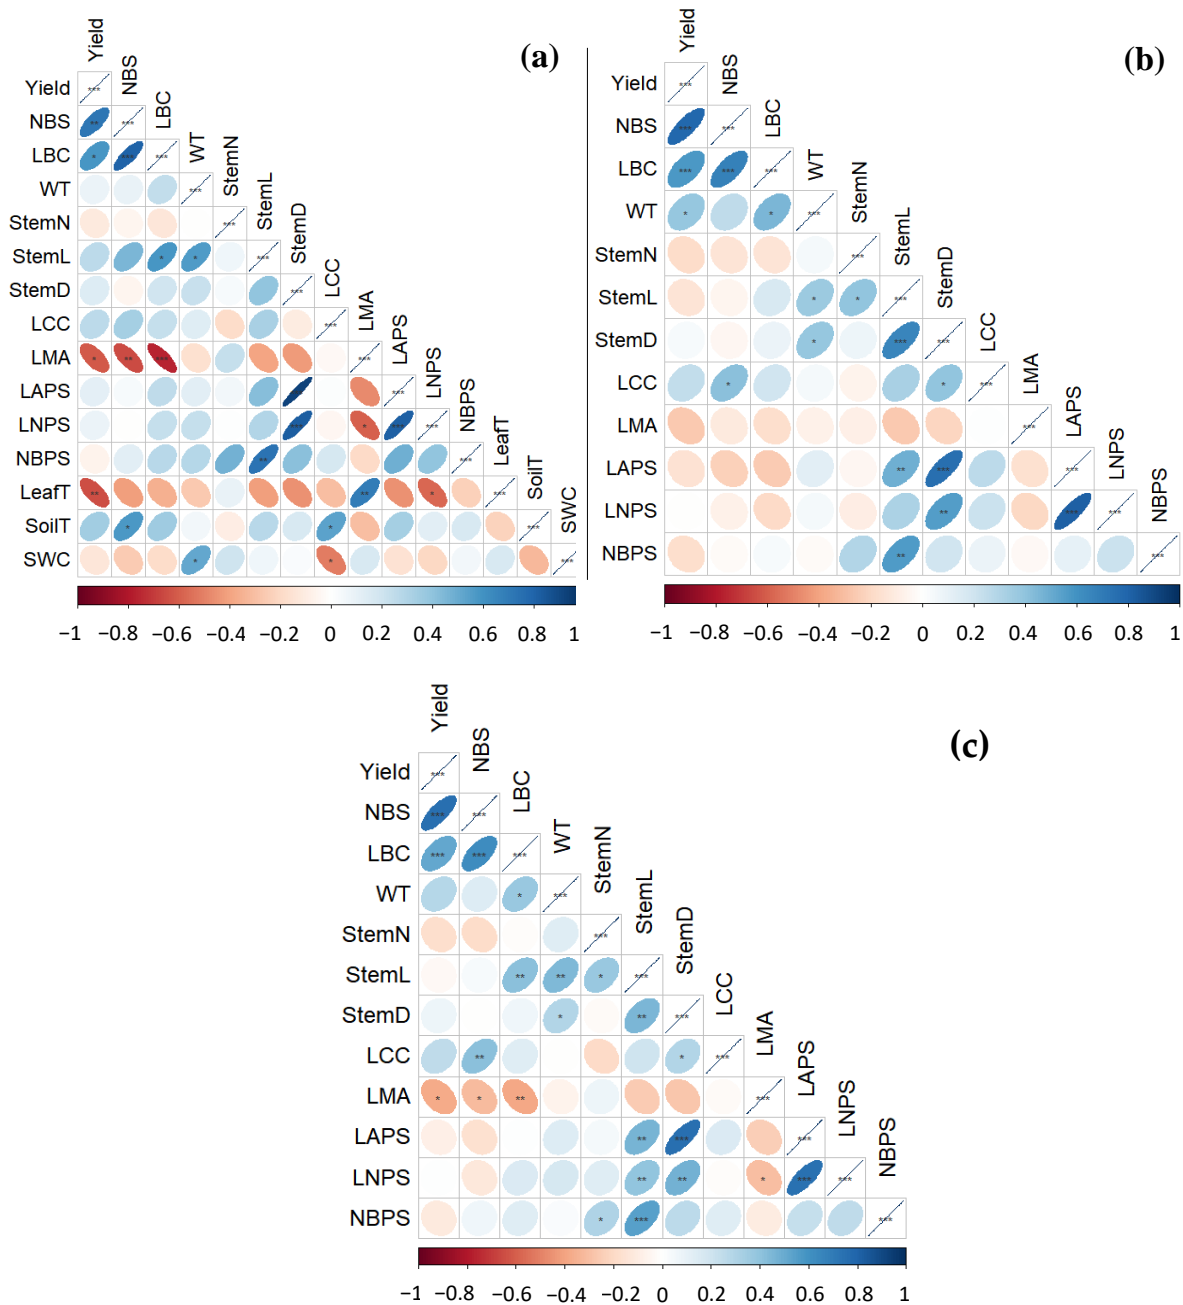 (a)
Yield
NBS
LBC
WT
StemN
StemL
StemD
LCC
LMA
LAPS
LNPS
NBPS
LeafT
SoilT
SWC
Yield ***
NBS ** ***
LBC * *** ***
WT ***
StemN ***
StemL * * ***
StemD ***
LCC ***
LMA * ** *** ***
LAPS ***
LNPS *** * *** ***
NBPS ** ***
LeafT ** ** * ***
SoilT * * ***
SWC * * ***
−1 −0.8 −0.6 −0.4 −0.2 0 0.2 0.4 0.6 0.8 1
(b)
Yield
NBS
LBC
WT
StemN
StemL
StemD
LCC
LMA
LAPS
LNPS
NBPS
Yield ***
NBS *** ***
LBC *** *** ***
WT * * ***
StemN ***
StemL * * ***
StemD * *** ***
LCC * * ***
LMA ***
LAPS ** *** ***
LNPS ** *** ***
NBPS ** ***
−1 −0.8 −0.6 −0.4 −0.2 0 0.2 0.4 0.6 0.8 1
(c)
Yield
NBS
LBC
WT
StemN
StemL
StemD
LCC
LMA
LAPS
LNPS
NBPS
Yield ***
NBS *** ***
LBC *** *** ***
WT * ***
StemN ***
StemL ** ** * ***
StemD * ** ***
LCC ** * ***
LMA * * ** ***
LAPS ** *** ***
LNPS ** ** * *** ***
NBPS * *** ***
−1 −0.8 −0.6 −0.4 −0.2 0 0.2 0.4 0.6 0.8 1